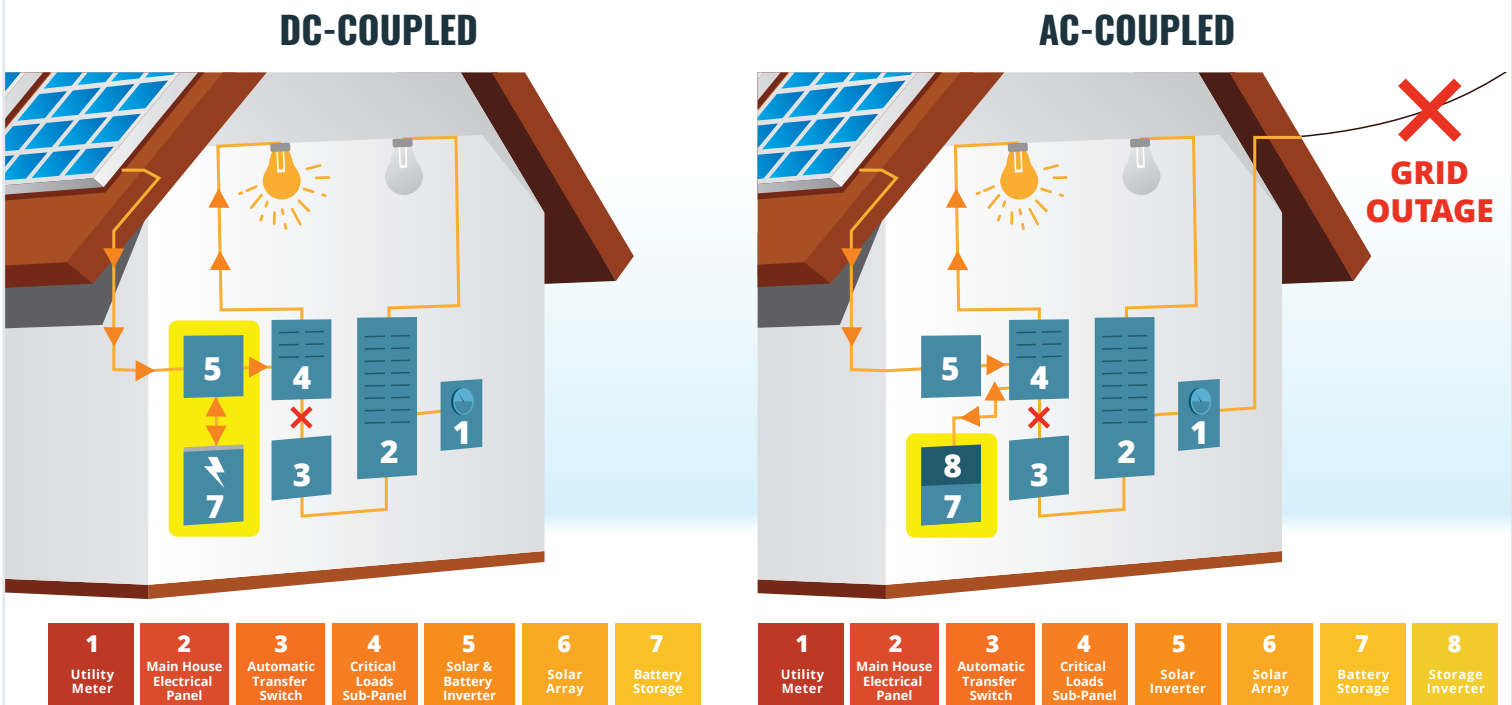 DC-COUPLED
5
4
7
3
2
1
1
Utility
Meter
2
Main House
Electrical
Panel
3
Automatic
Transfer
Switch
4
Critical
Loads
Sub-Panel
5
Solar &
Battery
Inverter
6
Solar
Array
7
Battery
Storage
AC-COUPLED
GRID
OUTAGE
5
4
8
7
3
2
1
1
Utility
Meter
2
Main House
Electrical
Panel
3
Automatic
Transfer
Switch
4
Critical
Loads
Sub-Panel
5
Solar
Inverter
6
Solar
Array
7
Battery
Storage
8
Storage
Inverter